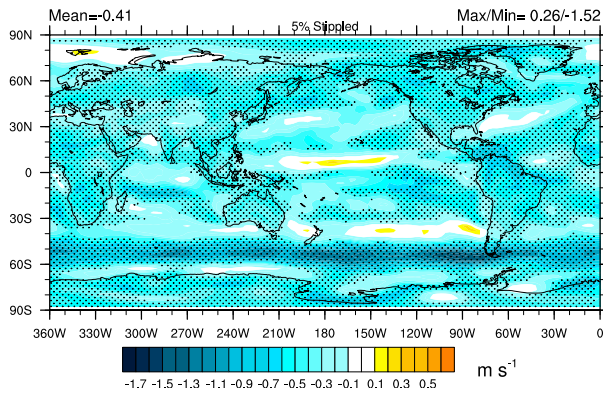 Mean=-0.41 Max/Min= 0.26/-1.52
5% Stippled
90N
60N
30N
0
30S
60S
90S
360W 330W 300W 270W 240W 210W 180 150W 120W 90W 60W 30W 0
-1.7 -1.5 -1.3 -1.1 -0.9 -0.7 -0.5 -0.3 -0.1 0.1 0.3 0.5
m s⁻¹